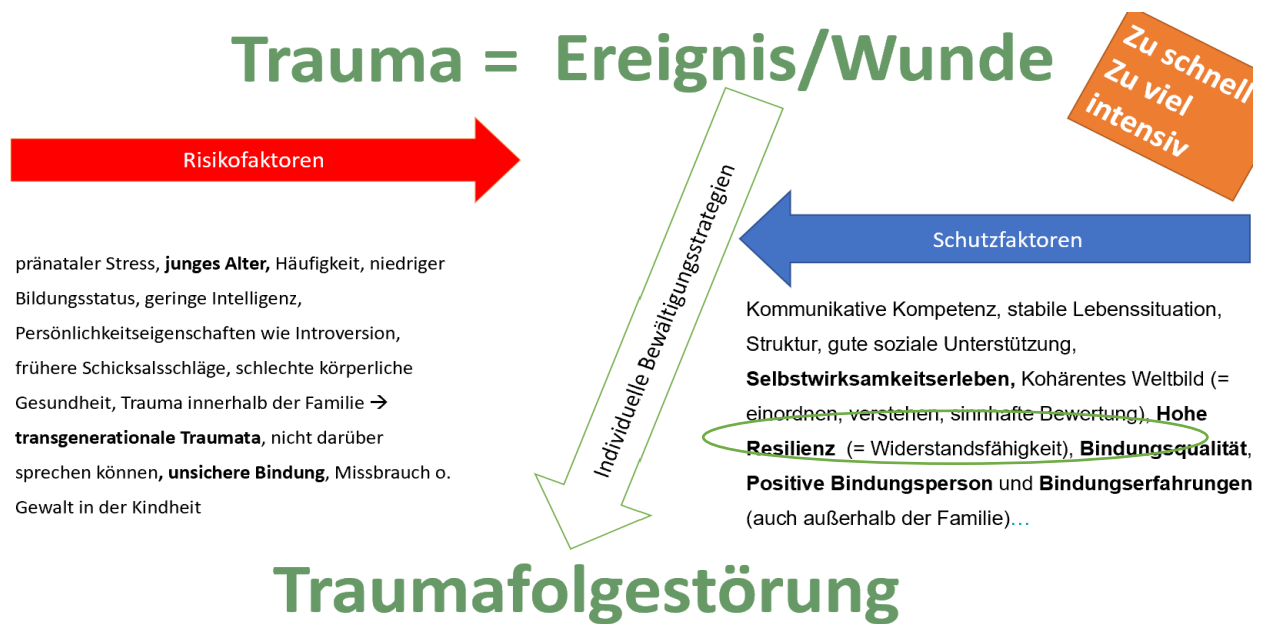 Trauma = Ereignis/Wunde
Zu schnell
Zu viel
intensiv
Risikofaktoren
pränataler Stress, junges Alter, Häufigkeit, niedriger
Bildungsstatus, geringe Intelligenz,
Persönlichkeitseigenschaften wie Introversion,
frühere Schicksalsschläge, schlechte körperliche
Gesundheit, Trauma innerhalb der Familie →
transgenerationale Traumata, nicht darüber
sprechen können, unsichere Bindung, Missbrauch o.
Gewalt in der Kindheit
Individuelle Bewältigungsstrategien
Schutzfaktoren
Kommunikative Kompetenz, stabile Lebenssituation,
Struktur, gute soziale Unterstützung,
Selbstwirksamkeitserleben, Kohärentes Weltbild (=
einordnen, verstehen, sinnhafte Bewertung), Hohe
Resilienz (= Widerstandsfähigkeit), Bindungsqualität,
Positive Bindungsperson und Bindungserfahrungen
(auch außerhalb der Familie)…
Traumafolgestörung